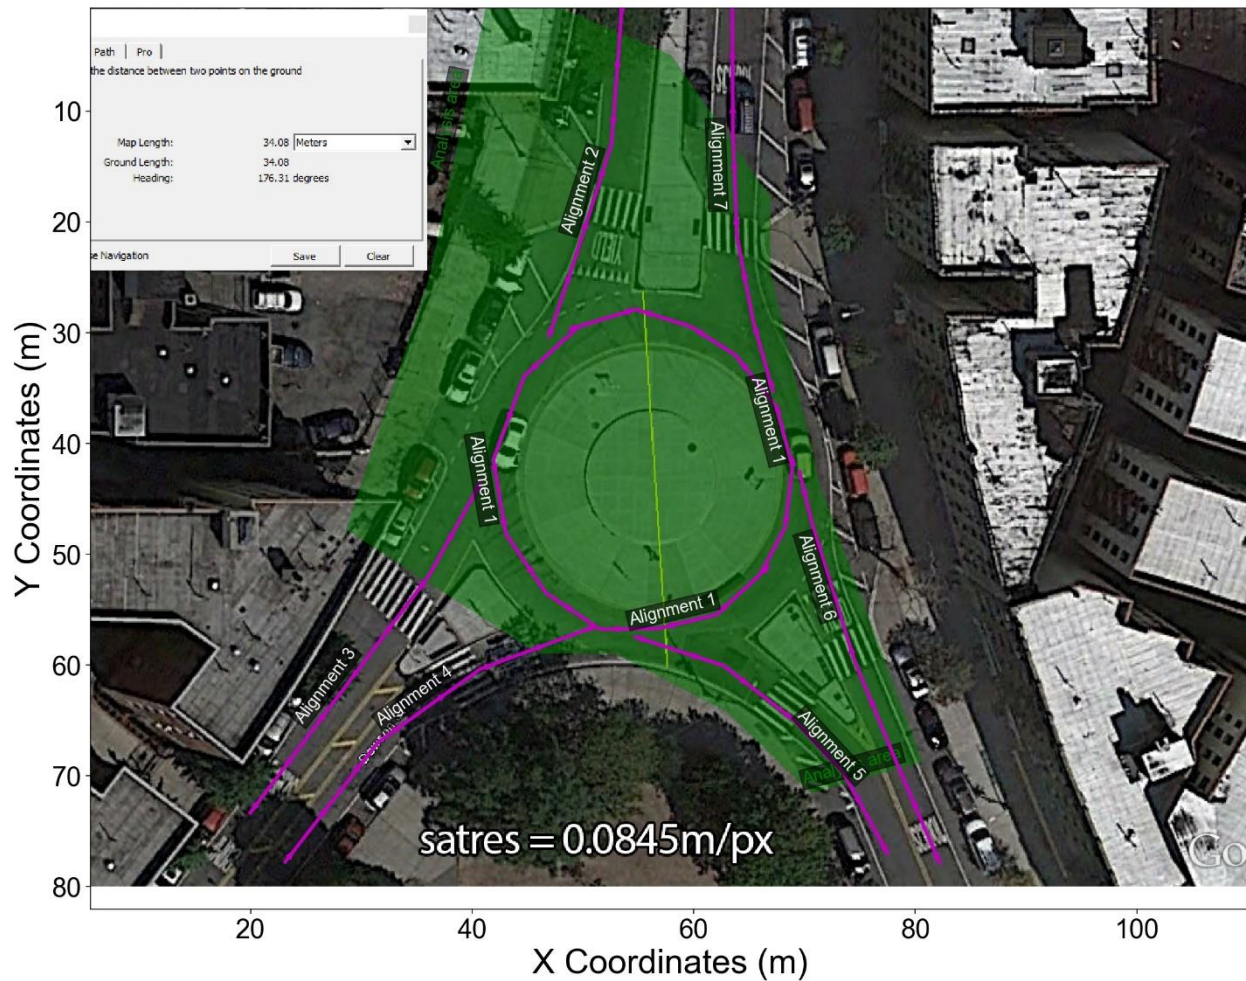 Path | Pro |
the distance between two points on the ground
Map Length: 34.08 Meters
Ground Length: 34.08
Heading: 176.31 degrees
se Navigation Save Clear
Analysis area
Alignment 2
Alignment 7
YIELD
Alignment 1
Alignment 1
Alignment 1
Alignment 6
Alignment 3
Alignment 4
Alignment 5
Analysis area
satres = 0.0845m/px
Go
10
20
30
40
50
60
70
80
Y Coordinates (m)
20 40 60 80 100
X Coordinates (m)